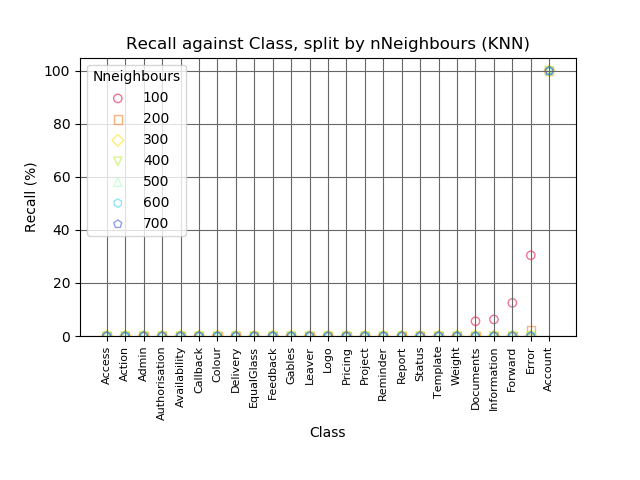 Recall against Class, split by nNeighbours (KNN)
Recall (%)
100
80
60
40
20
0
Nneighbours
100
200
300
400
500
600
700
Access
Action
Admin
Authorisation
Availability
Callback
Colour
Delivery
EqualGlass
Feedback
Gables
Leaver
Logo
Pricing
Project
Reminder
Report
Status
Template
Weight
Documents
Information
Forward
Error
Account
Class